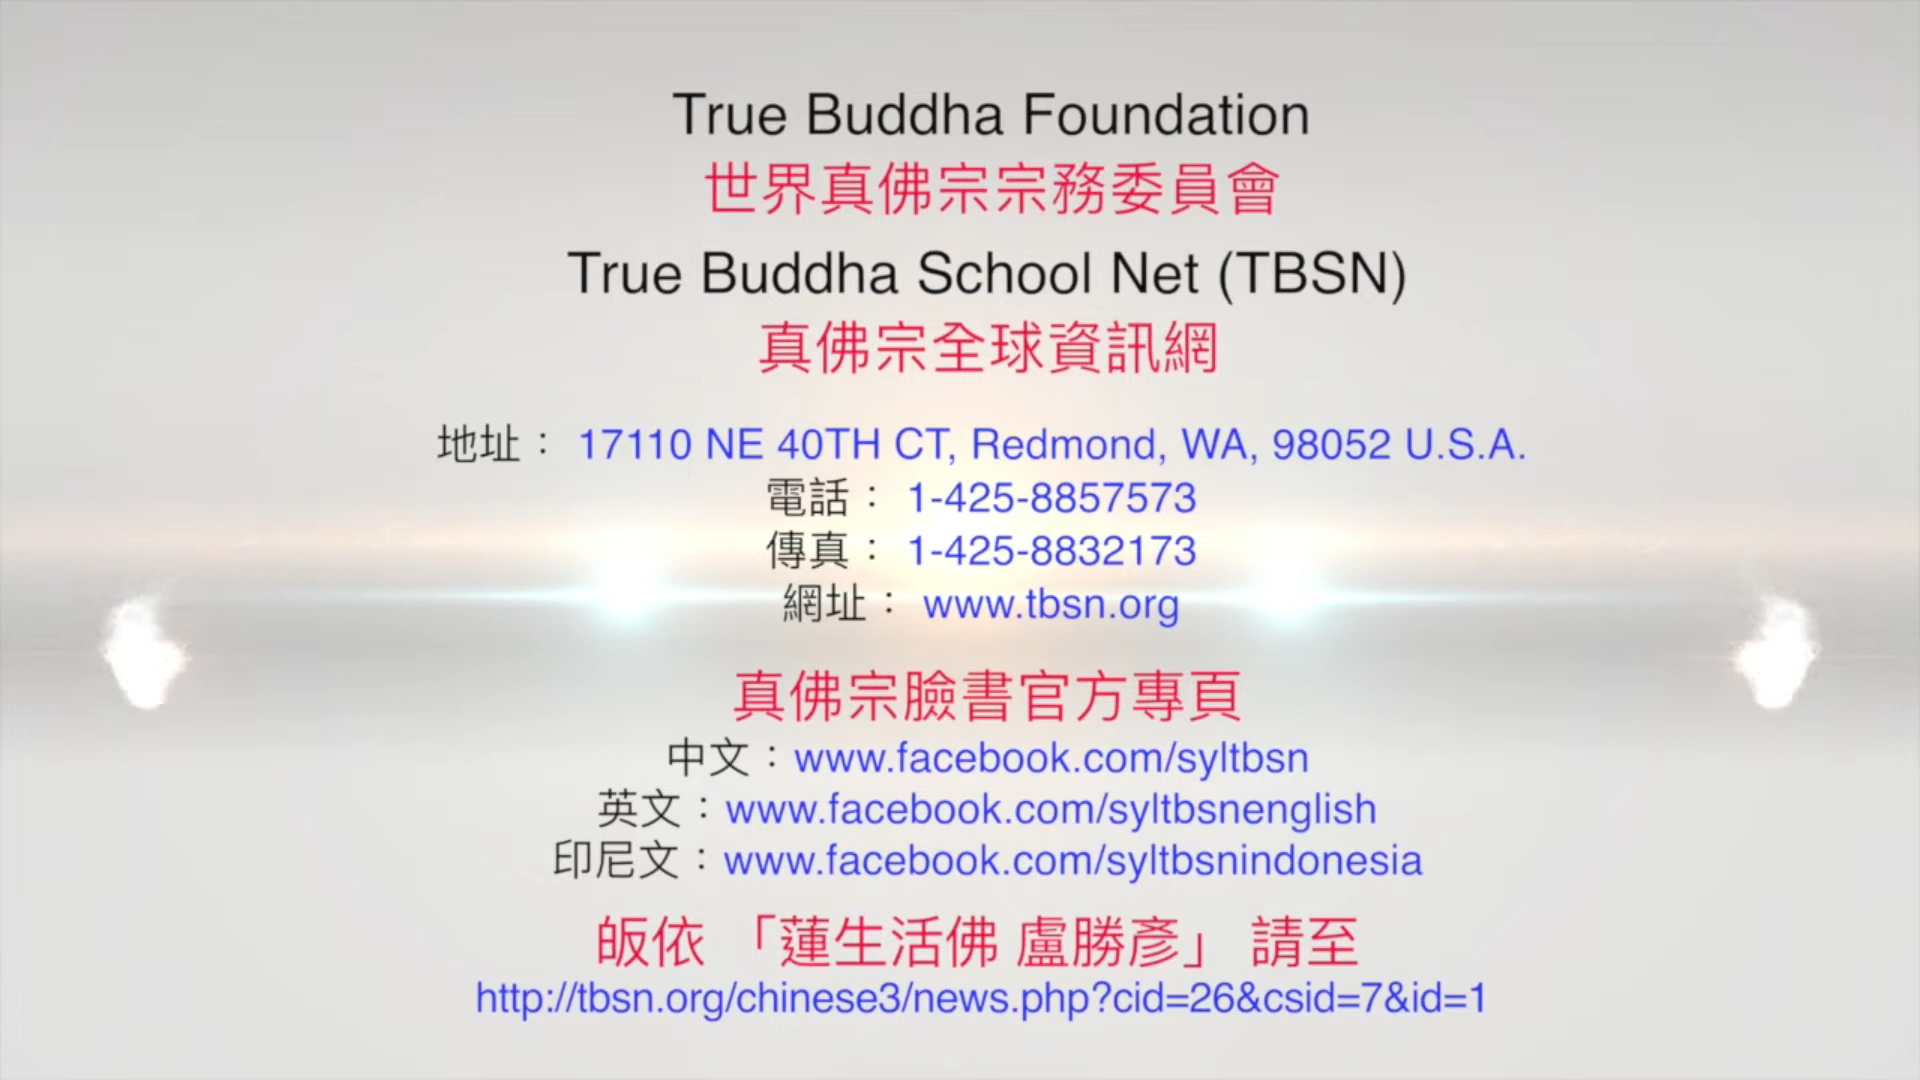 True Buddha Foundation
世界真佛宗宗務委員會
True Buddha School Net (TBSN)
真佛宗全球資訊網
地址： 17110 NE 40TH CT, Redmond, WA, 98052 U.S.A.
電話： 1-425-8857573
傳真： 1-425-8832173
網址： www.tbsn.org
真佛宗臉書官方專頁
中文：www.facebook.com/syltbsn
英文：www.facebook.com/syltbsnenglish
印尼文：www.facebook.com/syltbsnindonesia
皈依 「蓮生活佛 盧勝彥」 請至
http://tbsn.org/chinese3/news.php?cid=26&csid=7&id=1